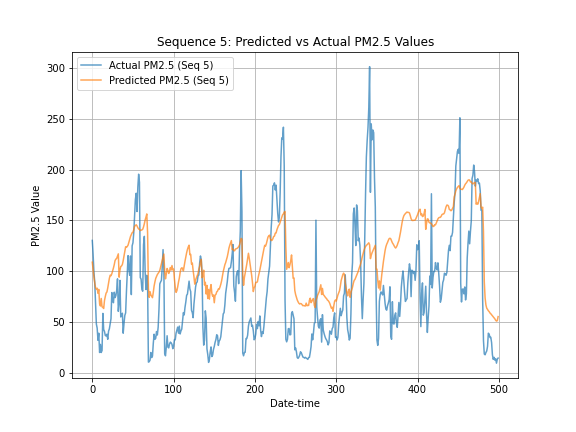 Sequence 5: Predicted vs Actual PM2.5 Values
Actual PM2.5 (Seq 5)
Predicted PM2.5 (Seq 5)
300
250
200
150
100
50
0
PM2.5 Value
0 100 200 300 400 500
Date-time